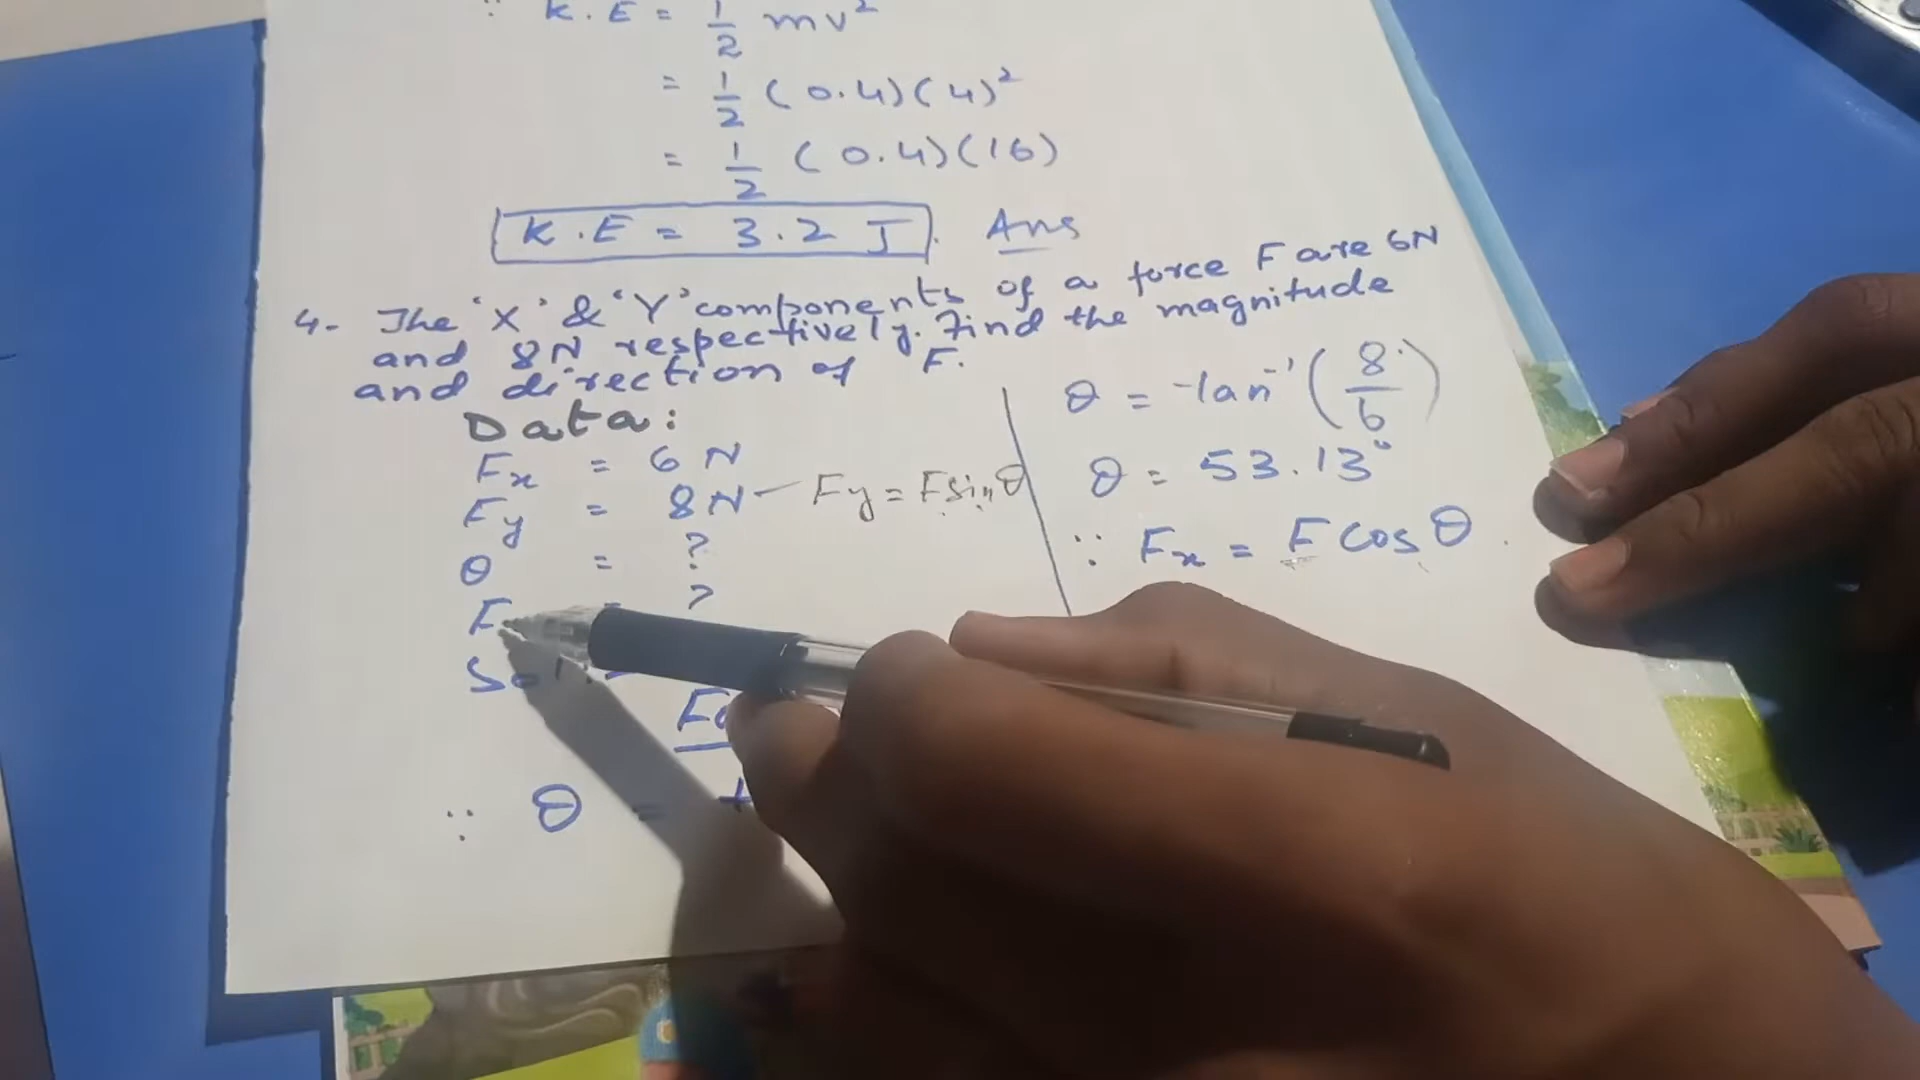 ∵ K.E = 1/2 mv²
= 1/2 (0.4)(4)²
= 1/2 (0.4)(16)
K.E = 3.2 J. Ans
4- The 'X' & 'Y' components of a force F are 6N
and 8N respectively. Find the magnitude
and direction of F.
Data:
Fx = 6 N
Fy = 8 N — Fy = F sin θ
θ = ?
F = ?
∵ θ =
θ = tan⁻¹ (8/6)
θ = 53.13°
∵ Fx = F cos θ